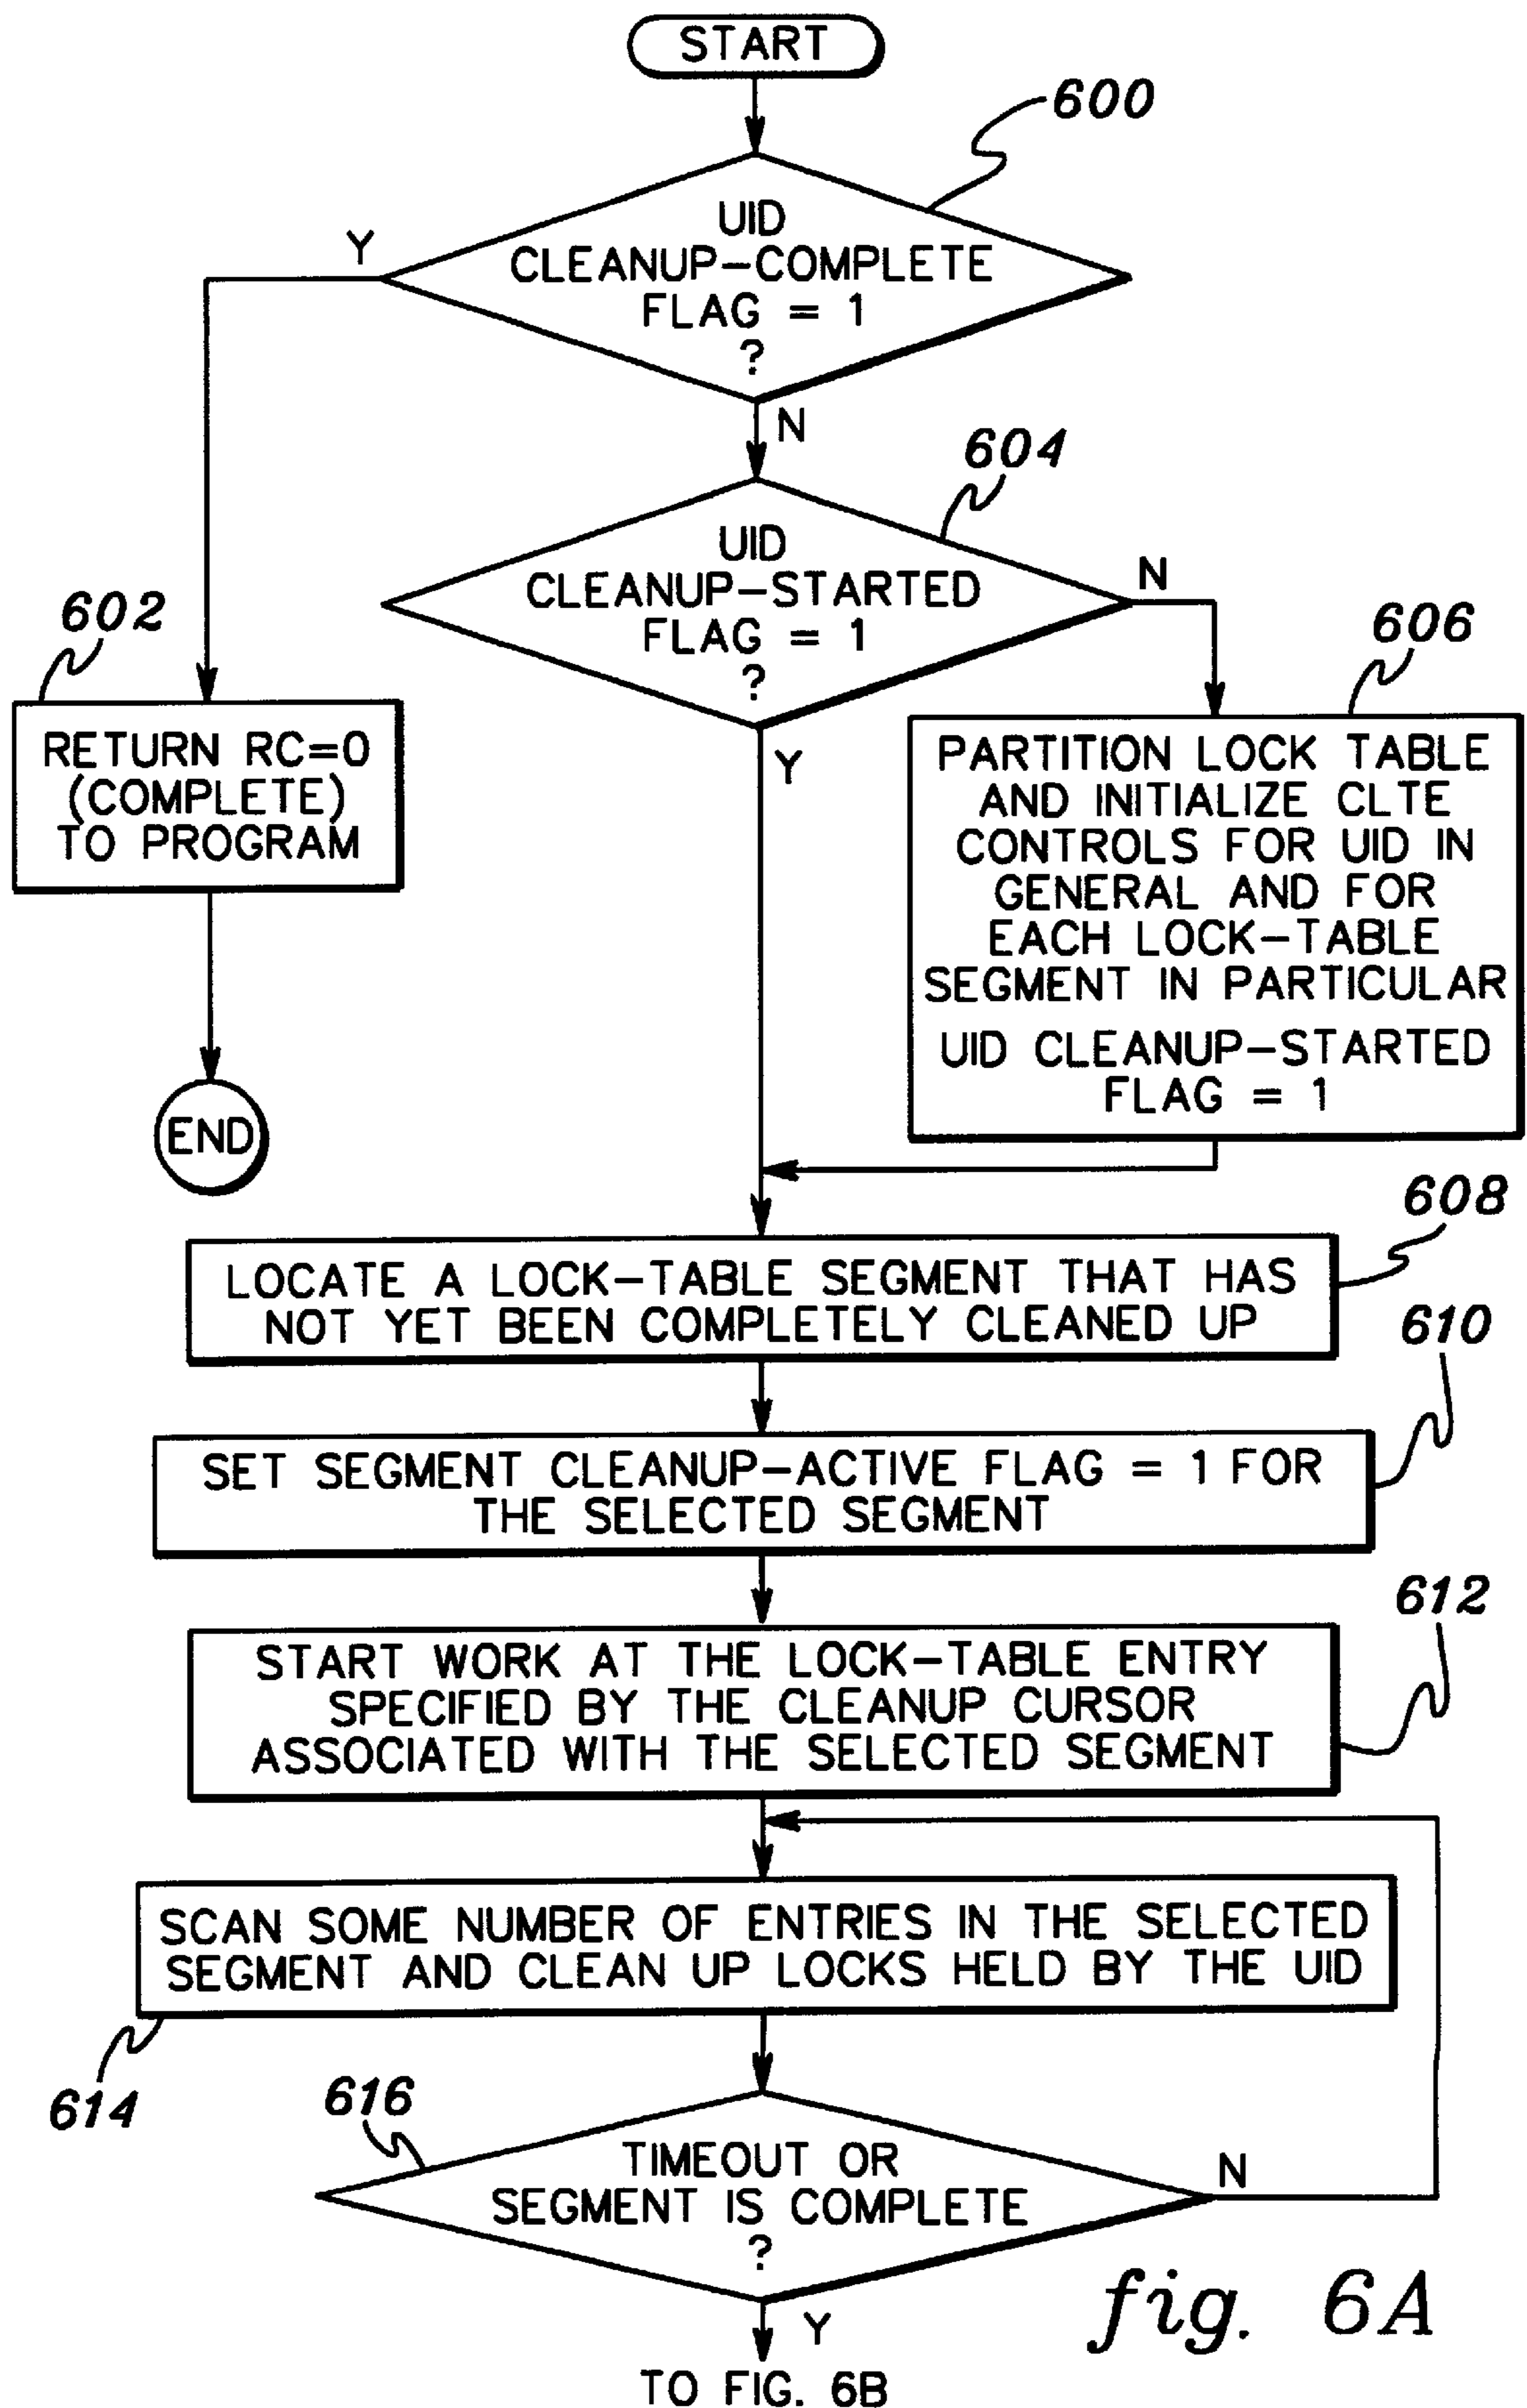 START
600
UID
CLEANUP-COMPLETE
FLAG = 1
?
Y
N
604
UID
CLEANUP-STARTED
FLAG = 1
?
N
Y
602
RETURN RC=0
(COMPLETE)
TO PROGRAM
END
606
PARTITION LOCK TABLE
AND INITIALIZE CLTE
CONTROLS FOR UID IN
GENERAL AND FOR
EACH LOCK-TABLE
SEGMENT IN PARTICULAR
UID CLEANUP-STARTED
FLAG = 1
608
LOCATE A LOCK-TABLE SEGMENT THAT HAS
NOT YET BEEN COMPLETELY CLEANED UP
610
SET SEGMENT CLEANUP-ACTIVE FLAG = 1 FOR
THE SELECTED SEGMENT
612
START WORK AT THE LOCK-TABLE ENTRY
SPECIFIED BY THE CLEANUP CURSOR
ASSOCIATED WITH THE SELECTED SEGMENT
SCAN SOME NUMBER OF ENTRIES IN THE SELECTED
SEGMENT AND CLEAN UP LOCKS HELD BY THE UID
614
616
TIMEOUT OR
SEGMENT IS COMPLETE
?
N
Y
TO FIG. 6B
fig. 6A